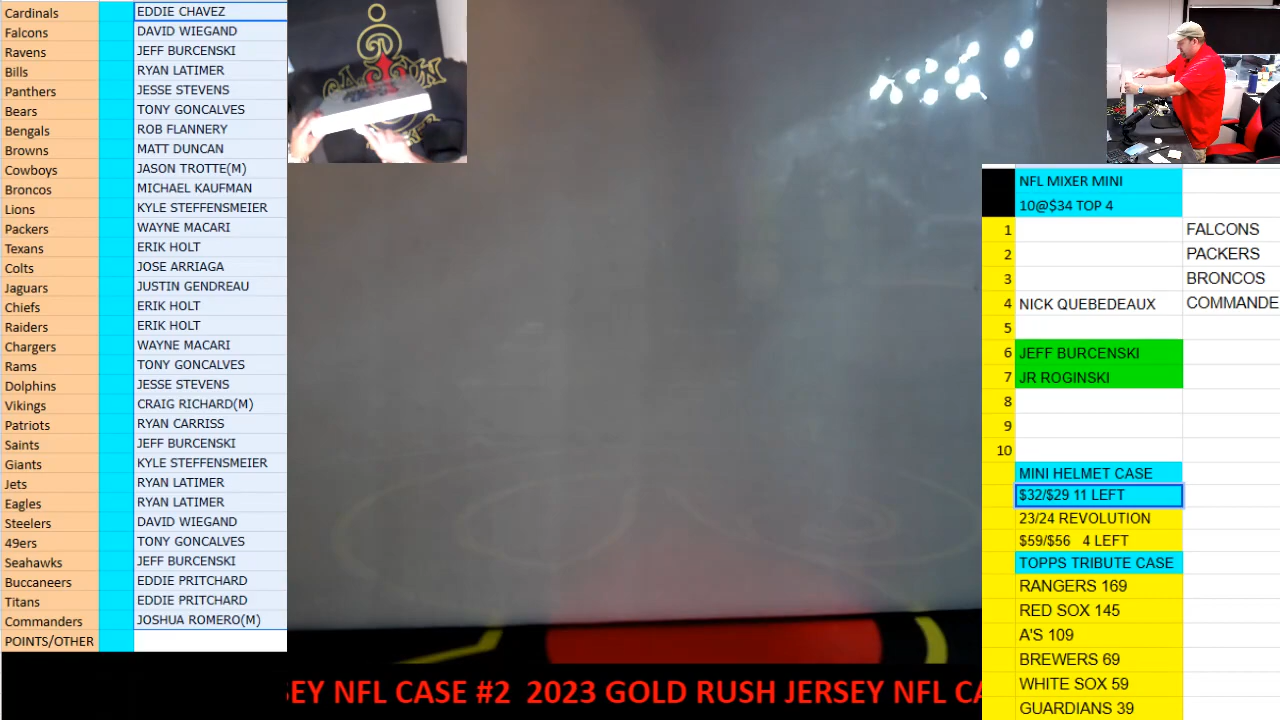 Cardinals EDDIE CHAVEZ
Falcons DAVID WIEGAND
Ravens JEFF BURCENSKI
Bills RYAN LATIMER
Panthers JESSE STEVENS
Bears TONY GONCALVES
Bengals ROB FLANNERY
Browns MATT DUNCAN
Cowboys JASON TROTTE(M)
Broncos MICHAEL KAUFMAN
Lions KYLE STEFFENSMEIER
Packers WAYNE MACARI
Texans ERIK HOLT
Colts JOSE ARRIAGA
Jaguars JUSTIN GENDREAU
Chiefs ERIK HOLT
Raiders ERIK HOLT
Chargers WAYNE MACARI
Rams TONY GONCALVES
Dolphins JESSE STEVENS
Vikings CRAIG RICHARD(M)
Patriots RYAN CARRISS
Saints JEFF BURCENSKI
Giants KYLE STEFFENSMEIER
Jets RYAN LATIMER
Eagles RYAN LATIMER
Steelers DAVID WIEGAND
49ers TONY GONCALVES
Seahawks JEFF BURCENSKI
Buccaneers EDDIE PRITCHARD
Titans EDDIE PRITCHARD
Commanders JOSHUA ROMERO(M)
POINTS/OTHER
NFL MIXER MINI
10@$34 TOP 4
1 FALCONS
2 PACKERS
3 BRONCOS
4 NICK QUEBEDEAUX COMMANDE
5
6 JEFF BURCENSKI
7 JR ROGINSKI
8
9
10
MINI HELMET CASE
$32/$29 11 LEFT
23/24 REVOLUTION
$59/$56 4 LEFT
TOPPS TRIBUTE CASE
RANGERS 169
RED SOX 145
A'S 109
BREWERS 69
WHITE SOX 59
GUARDIANS 39
SEY NFL CASE #2 2023 GOLD RUSH JERSEY NFL CA